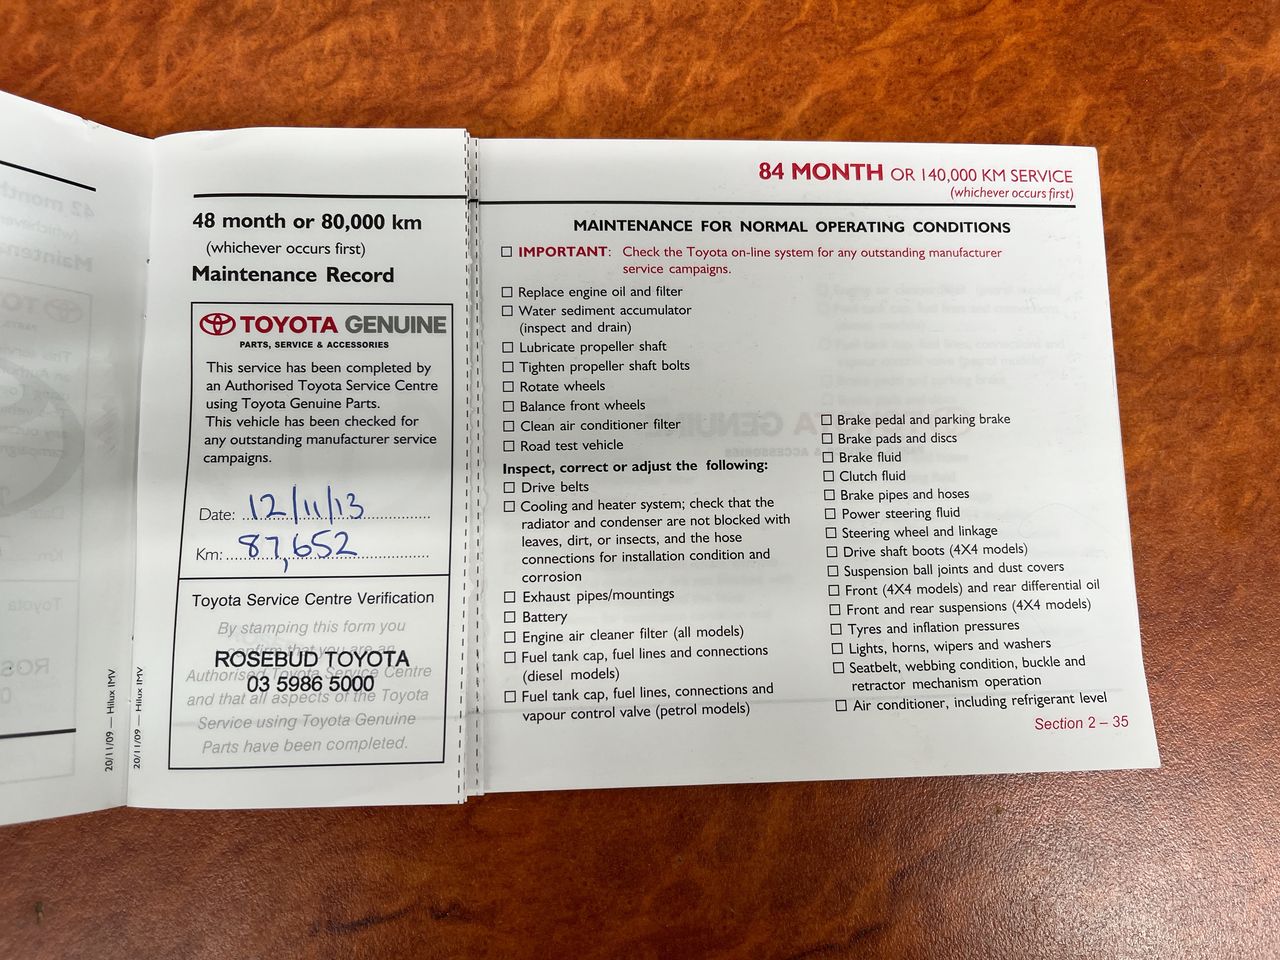 48 month or 80,000 km
(whichever occurs first)
Maintenance Record
TOYOTA GENUINE
PARTS, SERVICE & ACCESSORIES
This service has been completed by
an Authorised Toyota Service Centre
using Toyota Genuine Parts.
This vehicle has been checked for
any outstanding manufacturer service
campaigns.
Date: 12/11/13
Km: 87,652
Toyota Service Centre Verification
By stamping this form you
confirm that you are an
Authorised Toyota Service Centre
and that all aspects of the Toyota
Service using Toyota Genuine
Parts have been completed.
ROSEBUD TOYOTA
03 5986 5000
20/11/09 — Hilux IMV
20/11/09 — Hilux IMV
84 MONTH OR 140,000 KM SERVICE
(whichever occurs first)
MAINTENANCE FOR NORMAL OPERATING CONDITIONS
☐ IMPORTANT: Check the Toyota on-line system for any outstanding manufacturer
service campaigns.
☐ Replace engine oil and filter
☐ Water sediment accumulator
(inspect and drain)
☐ Lubricate propeller shaft
☐ Tighten propeller shaft bolts
☐ Rotate wheels
☐ Balance front wheels
☐ Clean air conditioner filter
☐ Road test vehicle
Inspect, correct or adjust the following:
☐ Drive belts
☐ Cooling and heater system; check that the
radiator and condenser are not blocked with
leaves, dirt, or insects, and the hose
connections for installation condition and
corrosion
☐ Exhaust pipes/mountings
☐ Battery
☐ Engine air cleaner filter (all models)
☐ Fuel tank cap, fuel lines and connections
(diesel models)
☐ Fuel tank cap, fuel lines, connections and
vapour control valve (petrol models)
☐ Brake pedal and parking brake
☐ Brake pads and discs
☐ Brake fluid
☐ Clutch fluid
☐ Brake pipes and hoses
☐ Power steering fluid
☐ Steering wheel and linkage
☐ Drive shaft boots (4X4 models)
☐ Suspension ball joints and dust covers
☐ Front (4X4 models) and rear differential oil
☐ Front and rear suspensions (4X4 models)
☐ Tyres and inflation pressures
☐ Lights, horns, wipers and washers
☐ Seatbelt, webbing condition, buckle and
retractor mechanism operation
☐ Air conditioner, including refrigerant level
Section 2 – 35